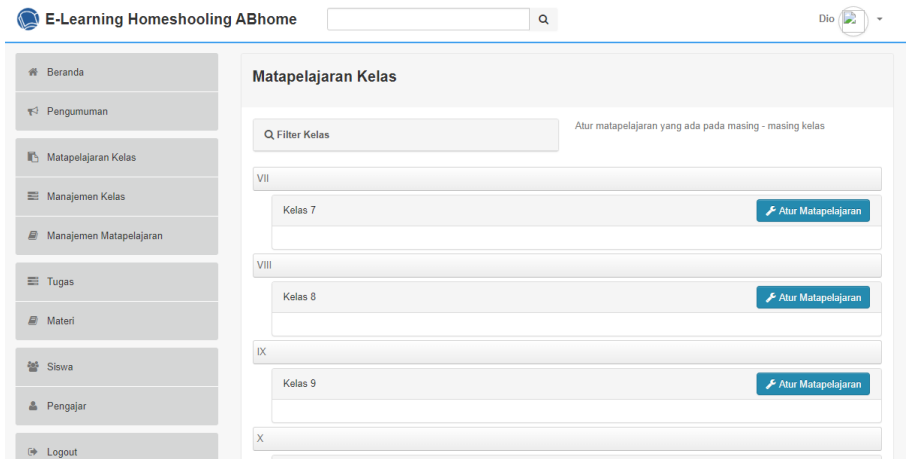 E-Learning Homeshooling ABhome
Dio
Beranda
Pengumuman
Matapelajaran Kelas
Manajemen Kelas
Manajemen Matapelajaran
Tugas
Materi
Siswa
Pengajar
Logout
Matapelajaran Kelas
Filter Kelas
Atur matapelajaran yang ada pada masing - masing kelas
VII
Kelas 7
Atur Matapelajaran
VIII
Kelas 8
Atur Matapelajaran
IX
Kelas 9
Atur Matapelajaran
X